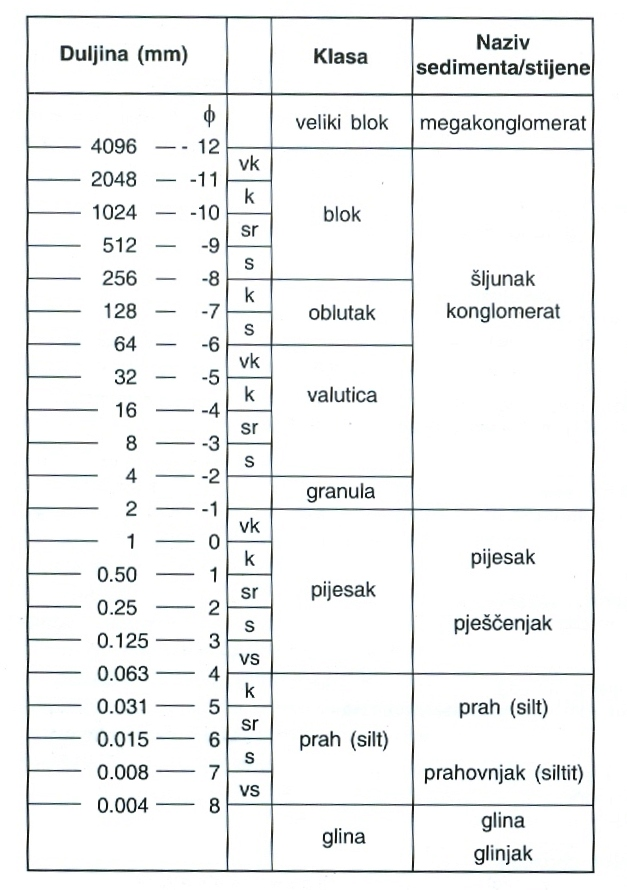 Duljina (mm) Klasa Naziv
sedimenta/stijene
ϕ veliki blok megakonglomerat
4096 — - 12
vk
2048 — -11
k
1024 — -10 blok
sr
512 — -9
s
256 — -8 šljunak
k
128 — -7 oblutak konglomerat
s
64 — -6
vk
32 — -5
k valutica
16 — -4
sr
8 — -3
s
4 — -2
granula
2 — -1
vk
1 — 0
k pijesak
0.50 — 1
sr pijesak
0.25 — 2
s pješčenjak
0.125 — 3
vs
0.063 — 4
k
0.031 — 5 prah (silt)
sr
0.015 — 6 prah (silt)
s
0.008 — 7 prahovnjak (siltit)
vs
0.004 — 8
glina
glina
glinjak